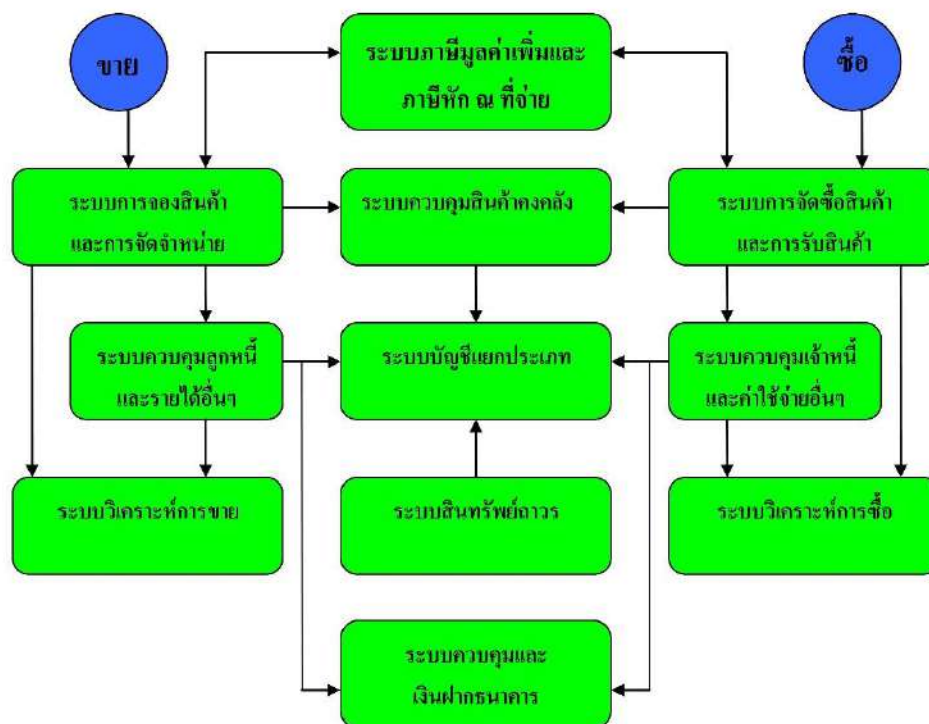 ขาย
ระบบภาษีมูลค่าเพิ่มและ
ภาษีหัก ณ ที่จ่าย
ซื้อ
ระบบการจองสินค้า
และการจัดจำหน่าย
ระบบควบคุมสินค้าคงคลัง
ระบบการจัดซื้อสินค้า
และการรับสินค้า
ระบบควบคุมลูกหนี้
และรายได้อื่นๆ
ระบบบัญชีแยกประเภท
ระบบควบคุมเจ้าหนี้
และค่าใช้จ่ายอื่นๆ
ระบบวิเคราะห์การขาย
ระบบสินทรัพย์ถาวร
ระบบวิเคราะห์การซื้อ
ระบบควบคุมและ
เงินฝากธนาคาร